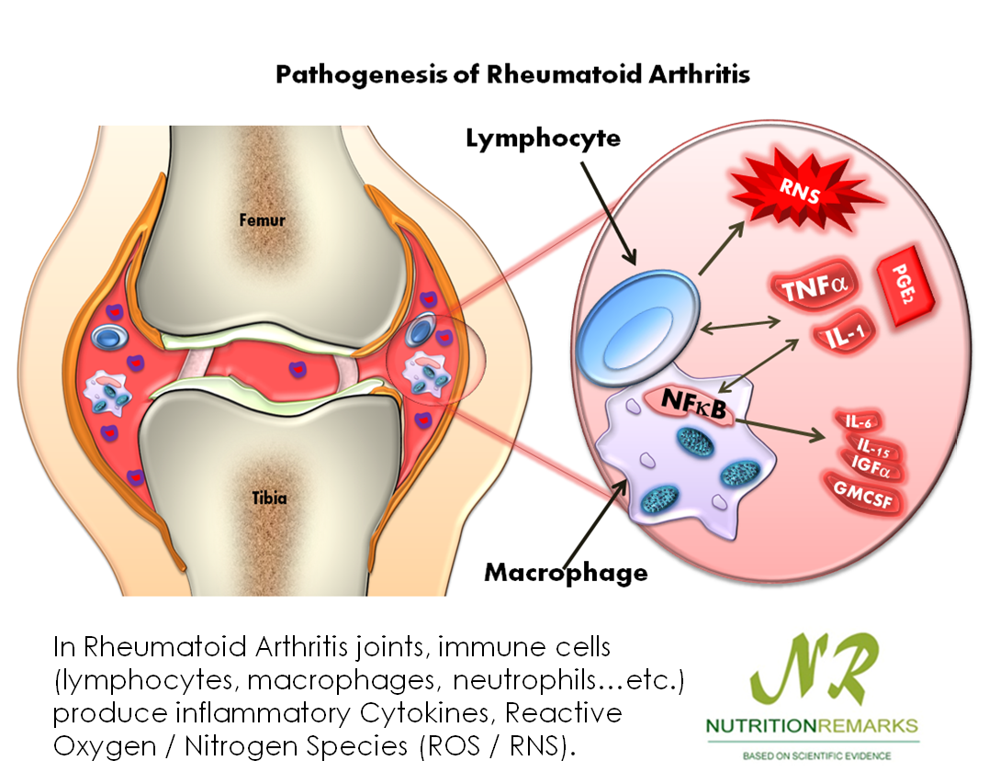 Pathogenesis of Rheumatoid Arthritis
Lymphocyte
RNS
Femur
PGE2
TNFα
IL-1
NFκB
IL-6
IL-15
IGFα
GMCSF
Tibia
Macrophage
In Rheumatoid Arthritis joints, immune cells
(lymphocytes, macrophages, neutrophils…etc.)
produce inflammatory Cytokines, Reactive
Oxygen / Nitrogen Species (ROS / RNS).
NR
NUTRITIONREMARKS
BASED ON SCIENTIFIC EVIDENCE